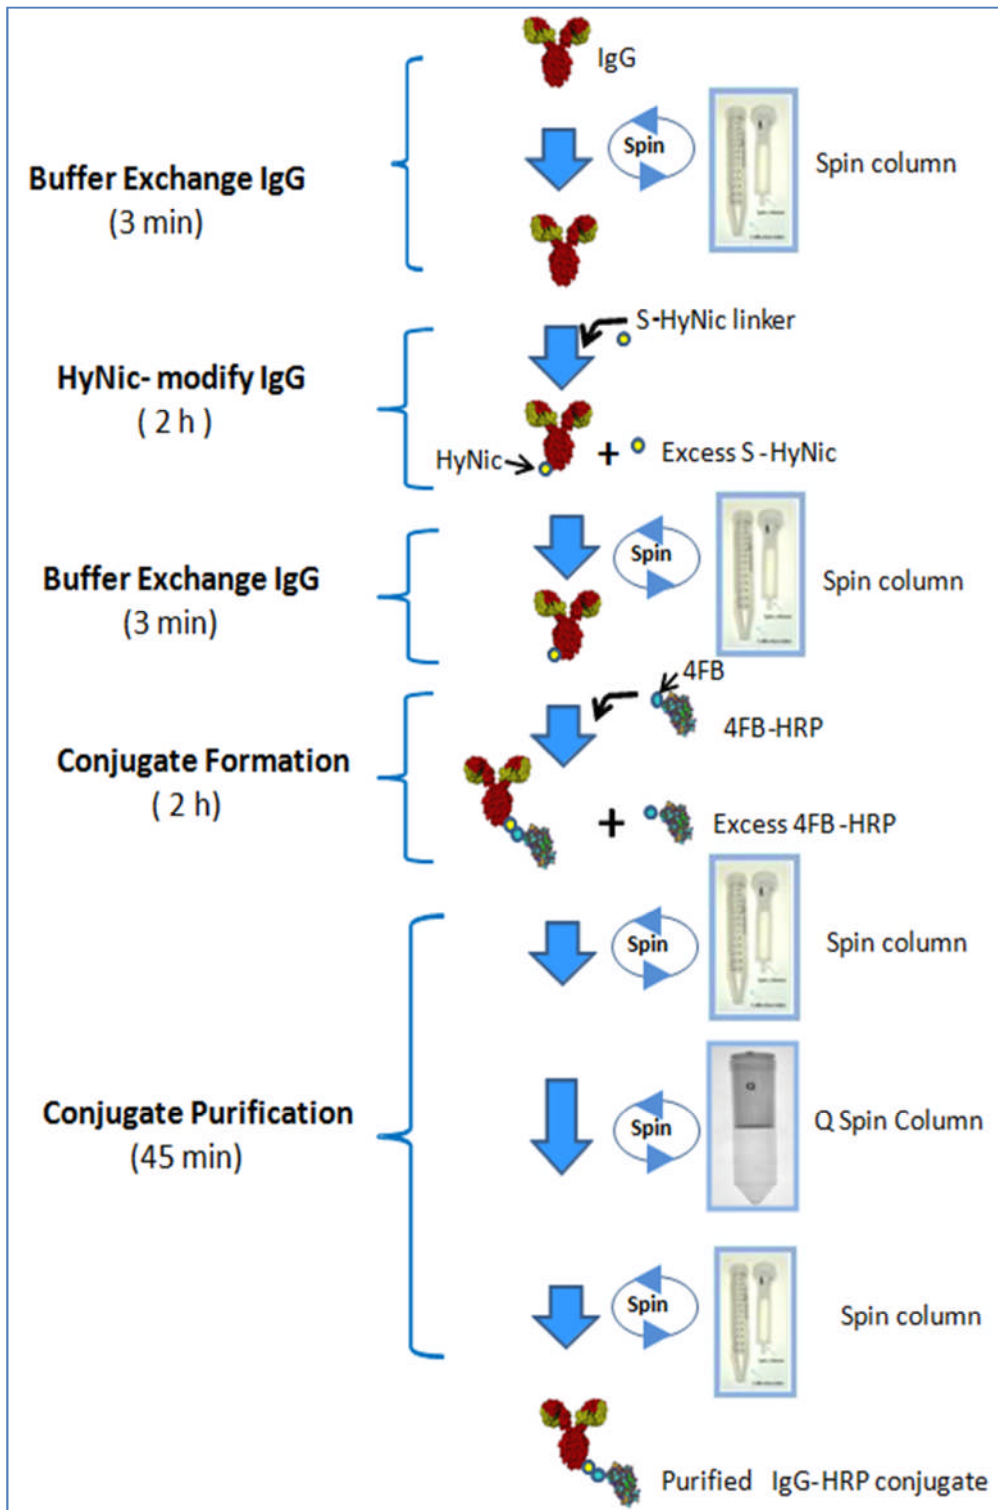 IgG
Spin
Spin column
Buffer Exchange IgG
(3 min)
S-HyNic linker
HyNic- modify IgG
( 2 h )
HyNic
+
Excess S-HyNic
Spin
Spin column
Buffer Exchange IgG
(3 min)
4FB
4FB-HRP
Conjugate Formation
( 2 h)
+
Excess 4FB-HRP
Spin
Spin column
Q
Spin
Q Spin Column
Conjugate Purification
(45 min)
Spin
Spin column
Purified IgG-HRP conjugate